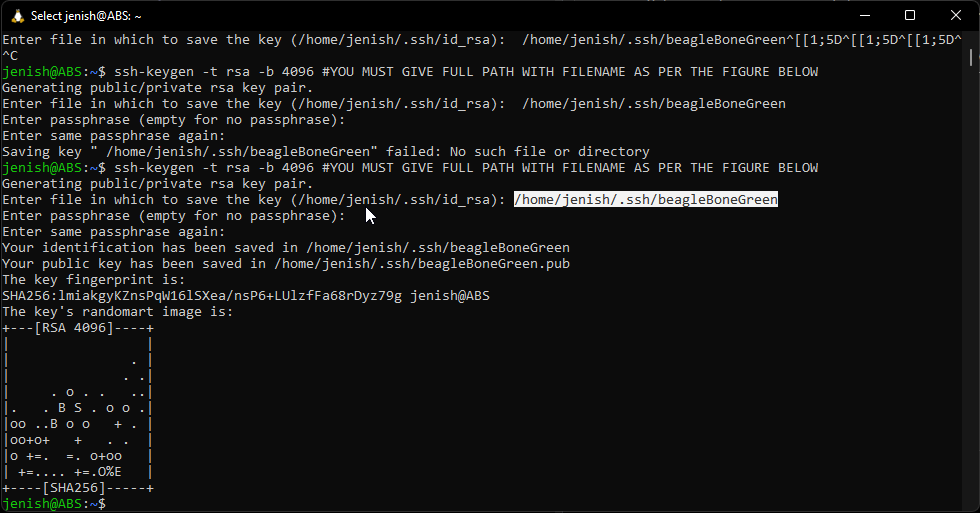 Select jenish@ABS: ~
Enter file in which to save the key (/home/jenish/.ssh/id_rsa):  /home/jenish/.ssh/beagleBoneGreen^[[1;5D^[[1;5D^[[1;5D^
^C
jenish@ABS:~$ ssh-keygen -t rsa -b 4096 #YOU MUST GIVE FULL PATH WITH FILENAME AS PER THE FIGURE BELOW
Generating public/private rsa key pair.
Enter file in which to save the key (/home/jenish/.ssh/id_rsa):  /home/jenish/.ssh/beagleBoneGreen
Enter passphrase (empty for no passphrase):
Enter same passphrase again:
Saving key " /home/jenish/.ssh/beagleBoneGreen" failed: No such file or directory
jenish@ABS:~$ ssh-keygen -t rsa -b 4096 #YOU MUST GIVE FULL PATH WITH FILENAME AS PER THE FIGURE BELOW
Generating public/private rsa key pair.
Enter file in which to save the key (/home/jenish/.ssh/id_rsa): /home/jenish/.ssh/beagleBoneGreen
Enter passphrase (empty for no passphrase):
Enter same passphrase again:
Your identification has been saved in /home/jenish/.ssh/beagleBoneGreen
Your public key has been saved in /home/jenish/.ssh/beagleBoneGreen.pub
The key fingerprint is:
SHA256:lmiakgyKZnsPqW16lSXea/nsP6+LUlzfFa68rDyz79g jenish@ABS
The key's randomart image is:
+---[RSA 4096]----+
|                 |
|               . |
|              . .|
|     . o . .   ..|
|.   . B S . o o .|
|oo ..B o o   + . |
|oo+o+   +   . .  |
|o +=.  =. o+oo   |
| +=.... +=.O%E   |
+----[SHA256]-----+
jenish@ABS:~$